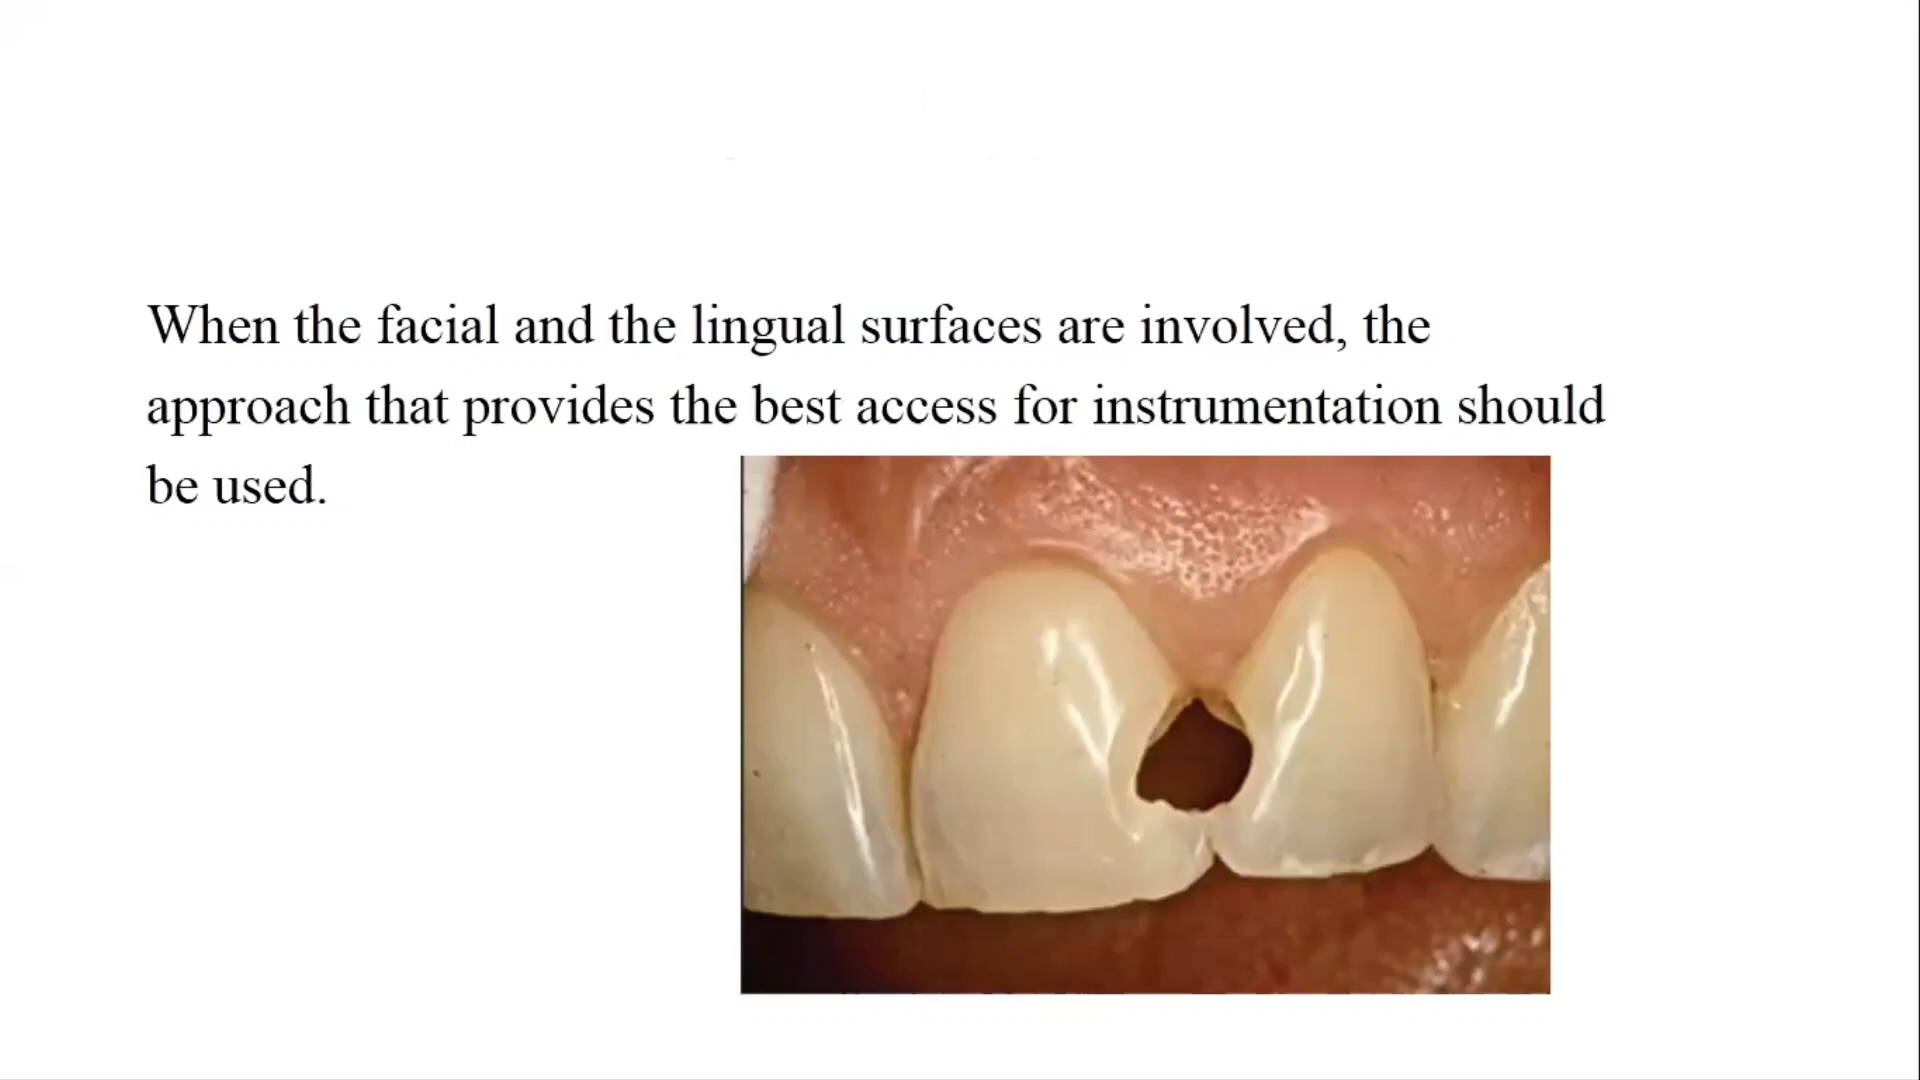 When the facial and the lingual surfaces are involved, the
approach that provides the best access for instrumentation should
be used.